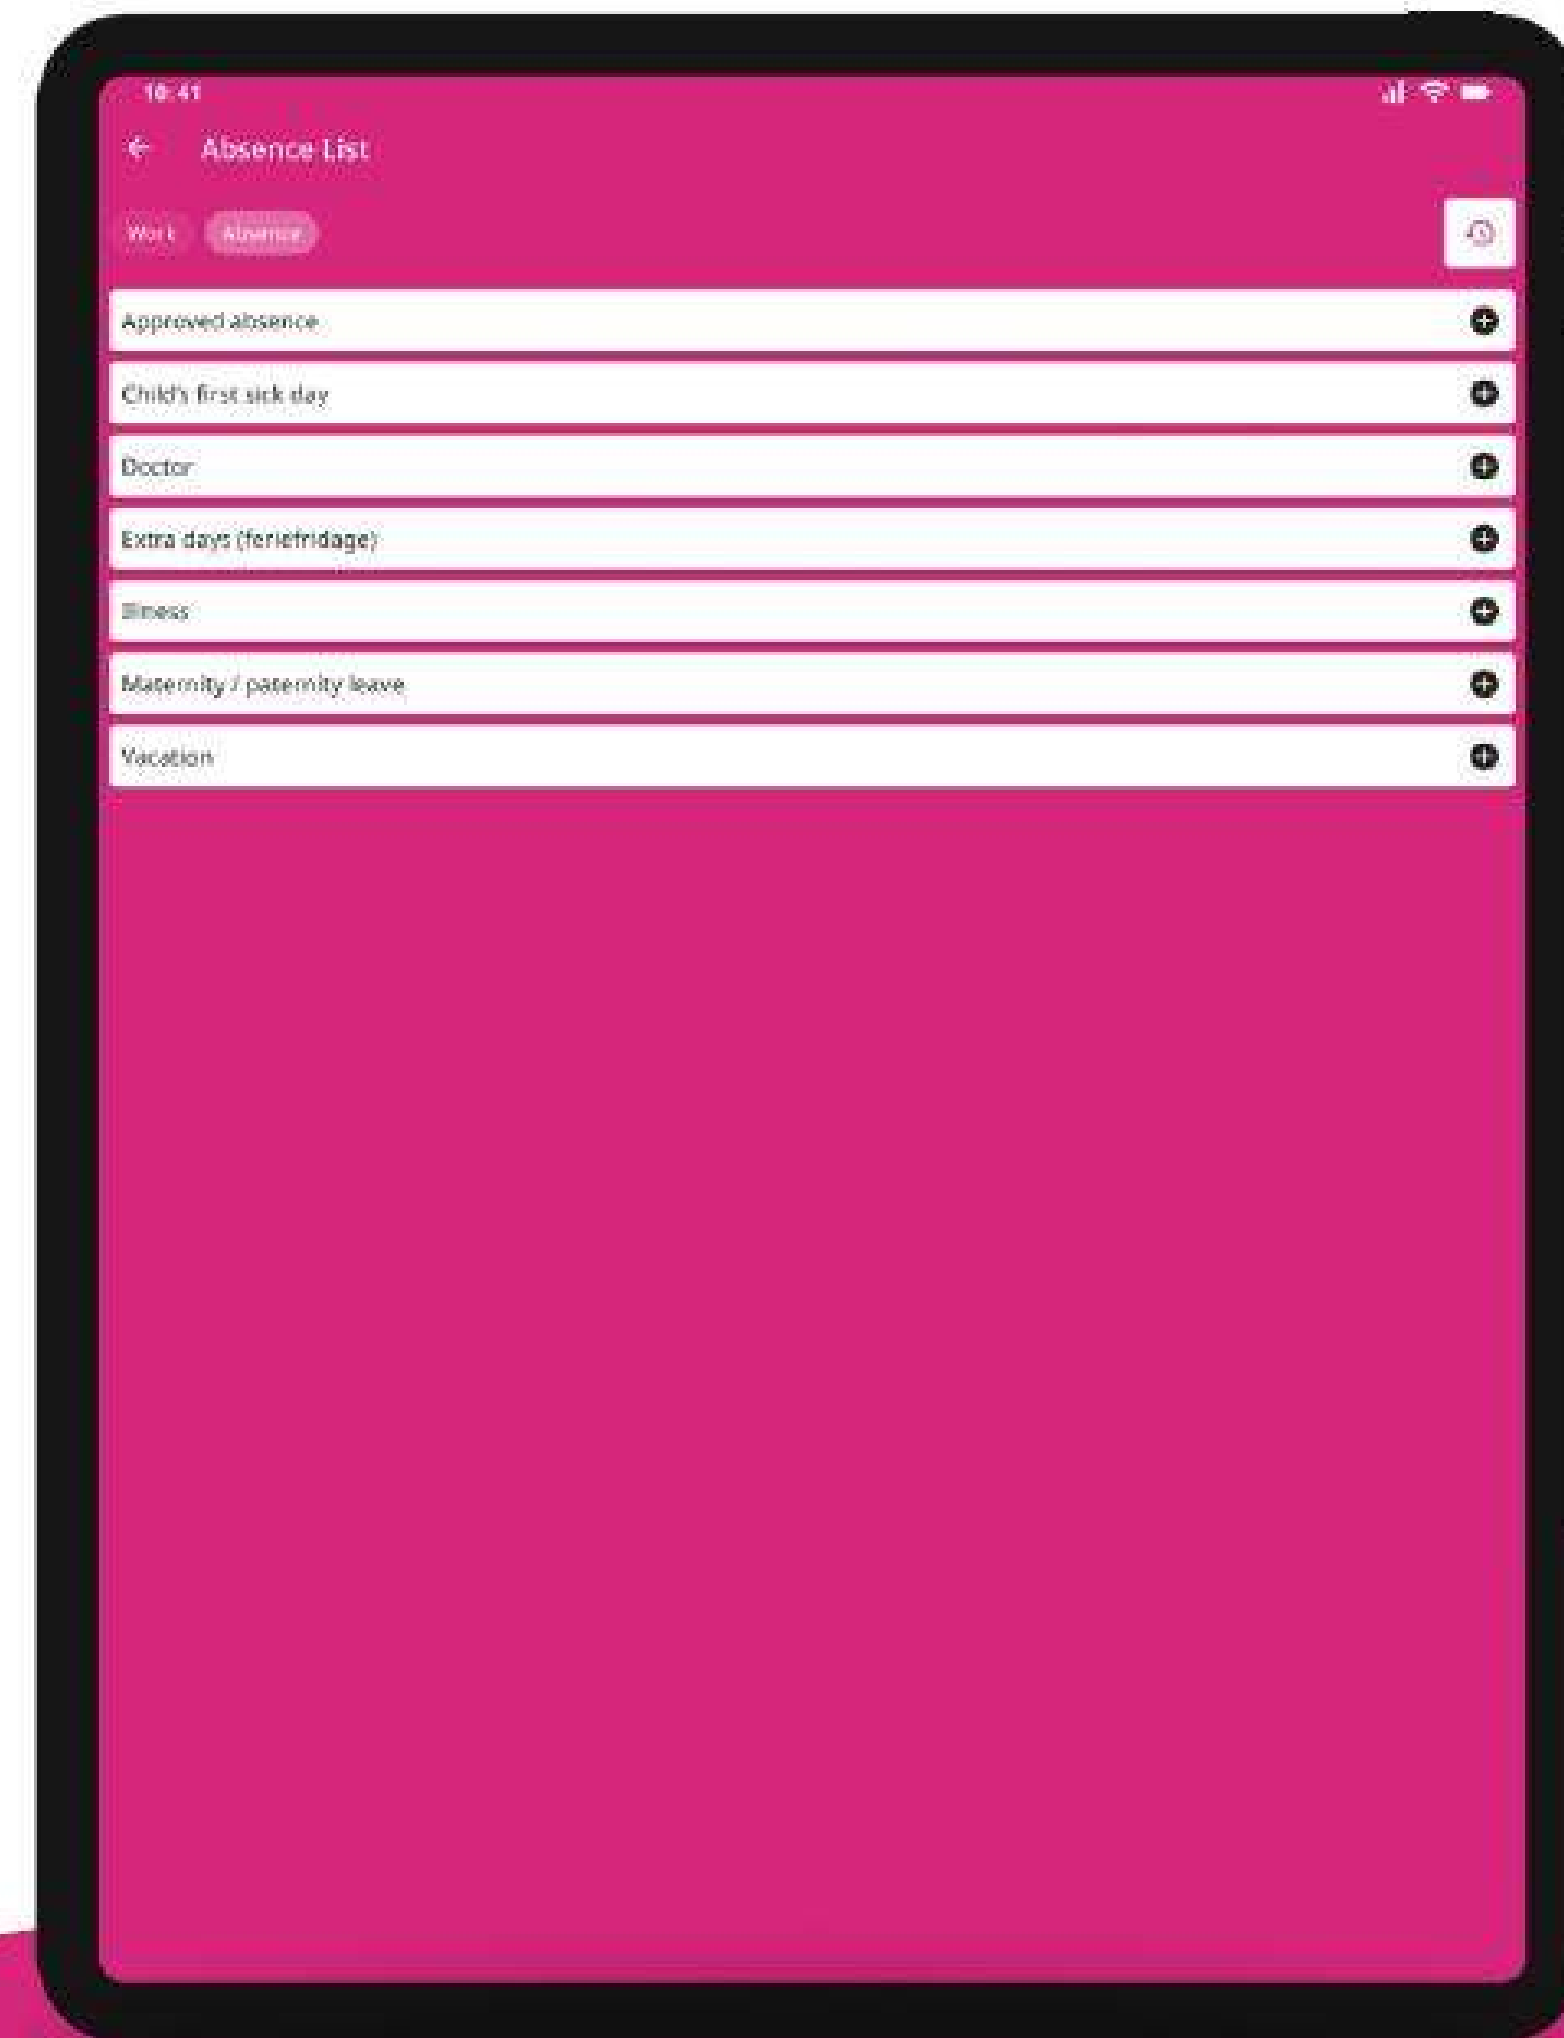 10:41
Absence List
Work Absence
Approved absence
Child's first sick day
Doctor
Extra days (feriefridage)
Illness
Maternity / paternity leave
Vacation